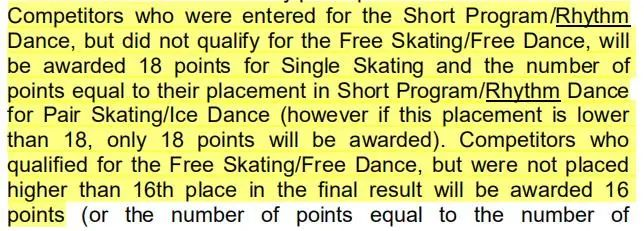 Competitors who were entered for the Short Program/Rhythm
Dance, but did not qualify for the Free Skating/Free Dance, will
be awarded 18 points for Single Skating and the number of
points equal to their placement in Short Program/Rhythm Dance
for Pair Skating/Ice Dance (however if this placement is lower
than 18, only 18 points will be awarded). Competitors who
qualified for the Free Skating/Free Dance, but were not placed
higher than 16th place in the final result will be awarded 16
points (or the number of points equal to the number of